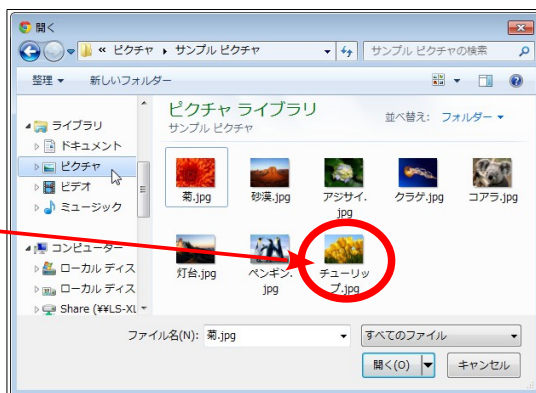 開く
« ピクチャ ▸ サンプル ピクチャ
サンプル ピクチャの検索
整理 ▼ 新しいフォルダー
ライブラリ
ドキュメント
ピクチャ
ビデオ
ミュージック
コンピューター
ローカル ディス
ローカル ディス
Share (¥¥LS-XL
ピクチャ ライブラリ
サンプル ピクチャ
並べ替え: フォルダー ▼
菊.jpg
砂漠.jpg
アジサイ.
jpg
クラゲ.jpg
コアラ.jpg
灯台.jpg
ペンギン.
jpg
チューリッ
プ.jpg
ファイル名(N): 菊.jpg
すべてのファイル
開く(O)
キャンセル